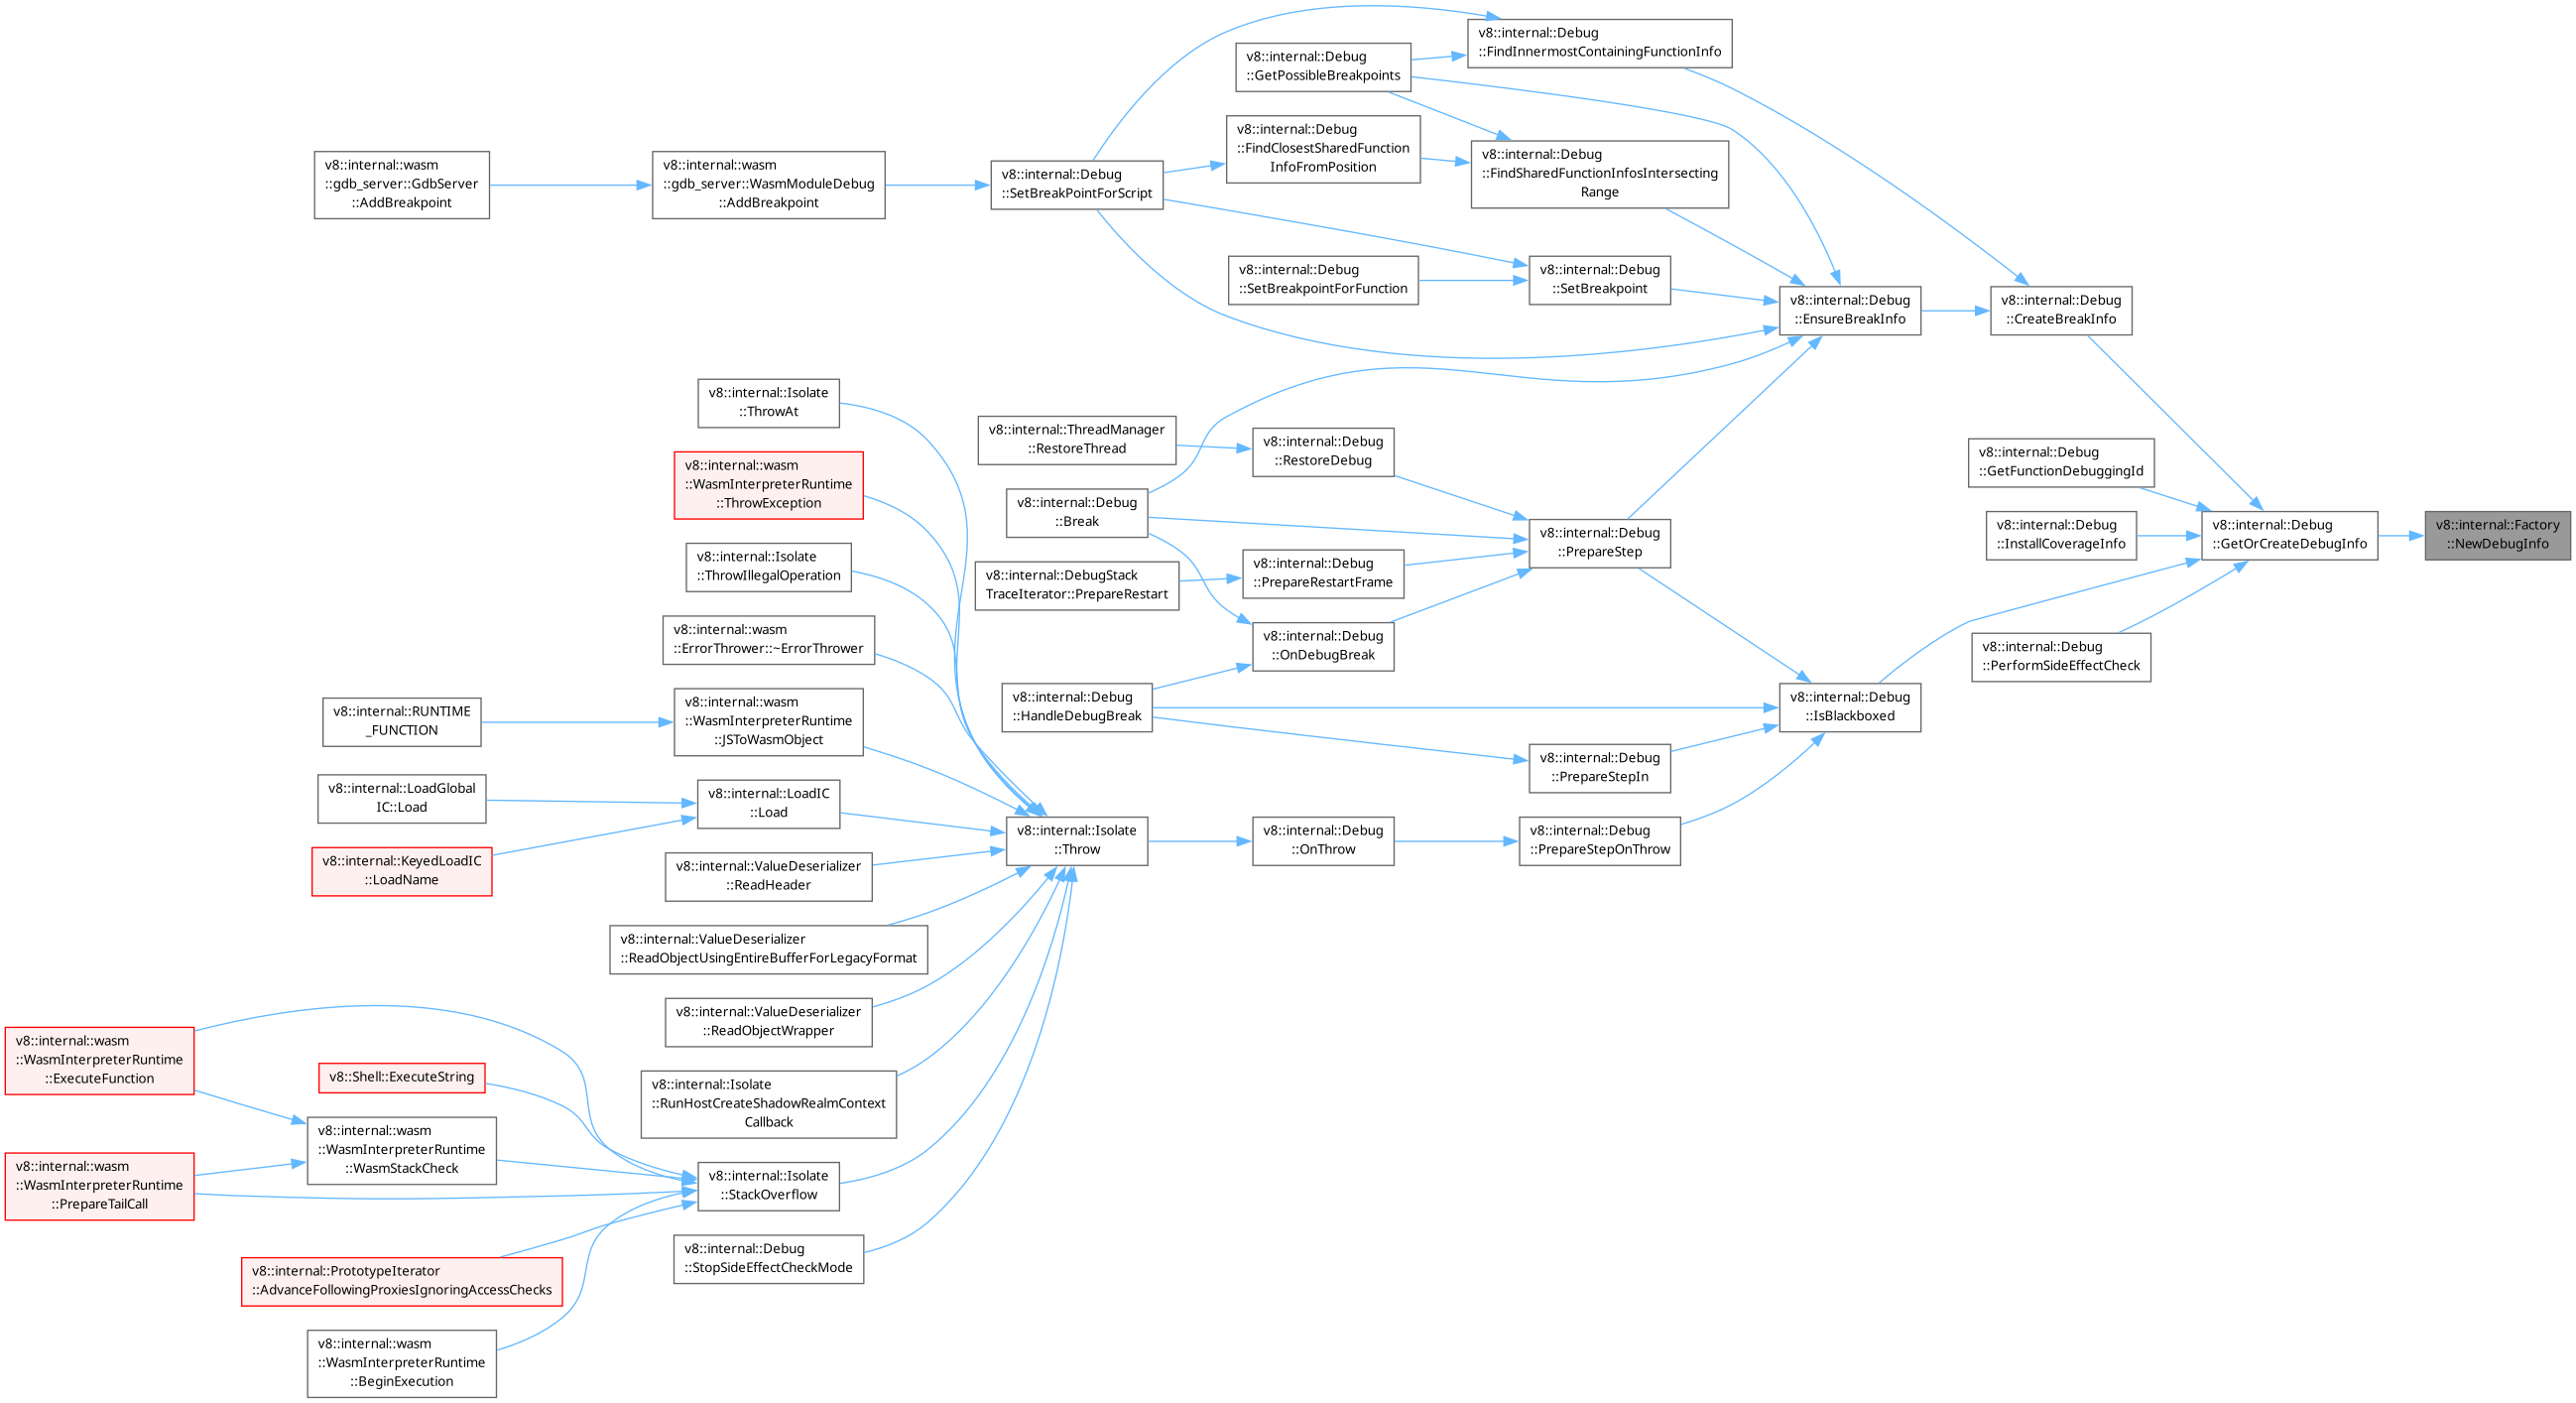 v8::internal::Debug
::FindInnermostContainingFunctionInfo
v8::internal::Debug
::GetPossibleBreakpoints
v8::internal::Debug
::FindClosestSharedFunction
InfoFromPosition
v8::internal::Debug
::FindSharedFunctionInfosIntersecting
Range
v8::internal::wasm
::gdb_server::GdbServer
::AddBreakpoint
v8::internal::wasm
::gdb_server::WasmModuleDebug
::AddBreakpoint
v8::internal::Debug
::SetBreakPointForScript
v8::internal::Debug
::SetBreakpointForFunction
v8::internal::Debug
::SetBreakpoint
v8::internal::Debug
::EnsureBreakInfo
v8::internal::Debug
::CreateBreakInfo
v8::internal::Isolate
::ThrowAt
v8::internal::ThreadManager
::RestoreThread
v8::internal::Debug
::RestoreDebug
v8::internal::Debug
::GetFunctionDebuggingId
v8::internal::wasm
::WasmInterpreterRuntime
::ThrowException
v8::internal::Debug
::Break
v8::internal::Debug
::PrepareStep
v8::internal::Debug
::InstallCoverageInfo
v8::internal::Debug
::GetOrCreateDebugInfo
v8::internal::Factory
::NewDebugInfo
v8::internal::Isolate
::ThrowIllegalOperation
v8::internal::DebugStack
TraceIterator::PrepareRestart
v8::internal::Debug
::PrepareRestartFrame
v8::internal::wasm
::ErrorThrower::~ErrorThrower
v8::internal::Debug
::OnDebugBreak
v8::internal::Debug
::PerformSideEffectCheck
v8::internal::RUNTIME
_FUNCTION
v8::internal::wasm
::WasmInterpreterRuntime
::JSToWasmObject
v8::internal::Debug
::HandleDebugBreak
v8::internal::Debug
::IsBlackboxed
v8::internal::Debug
::PrepareStepIn
v8::internal::LoadGlobal
IC::Load
v8::internal::LoadIC
::Load
v8::internal::Isolate
::Throw
v8::internal::Debug
::OnThrow
v8::internal::Debug
::PrepareStepOnThrow
v8::internal::KeyedLoadIC
::LoadName
v8::internal::ValueDeserializer
::ReadHeader
v8::internal::ValueDeserializer
::ReadObjectUsingEntireBufferForLegacyFormat
v8::internal::ValueDeserializer
::ReadObjectWrapper
v8::internal::wasm
::WasmInterpreterRuntime
::ExecuteFunction
v8::Shell::ExecuteString
v8::internal::Isolate
::RunHostCreateShadowRealmContext
Callback
v8::internal::wasm
::WasmInterpreterRuntime
::WasmStackCheck
v8::internal::wasm
::WasmInterpreterRuntime
::PrepareTailCall
v8::internal::Isolate
::StackOverflow
v8::internal::Debug
::StopSideEffectCheckMode
v8::internal::PrototypeIterator
::AdvanceFollowingProxiesIgnoringAccessChecks
v8::internal::wasm
::WasmInterpreterRuntime
::BeginExecution